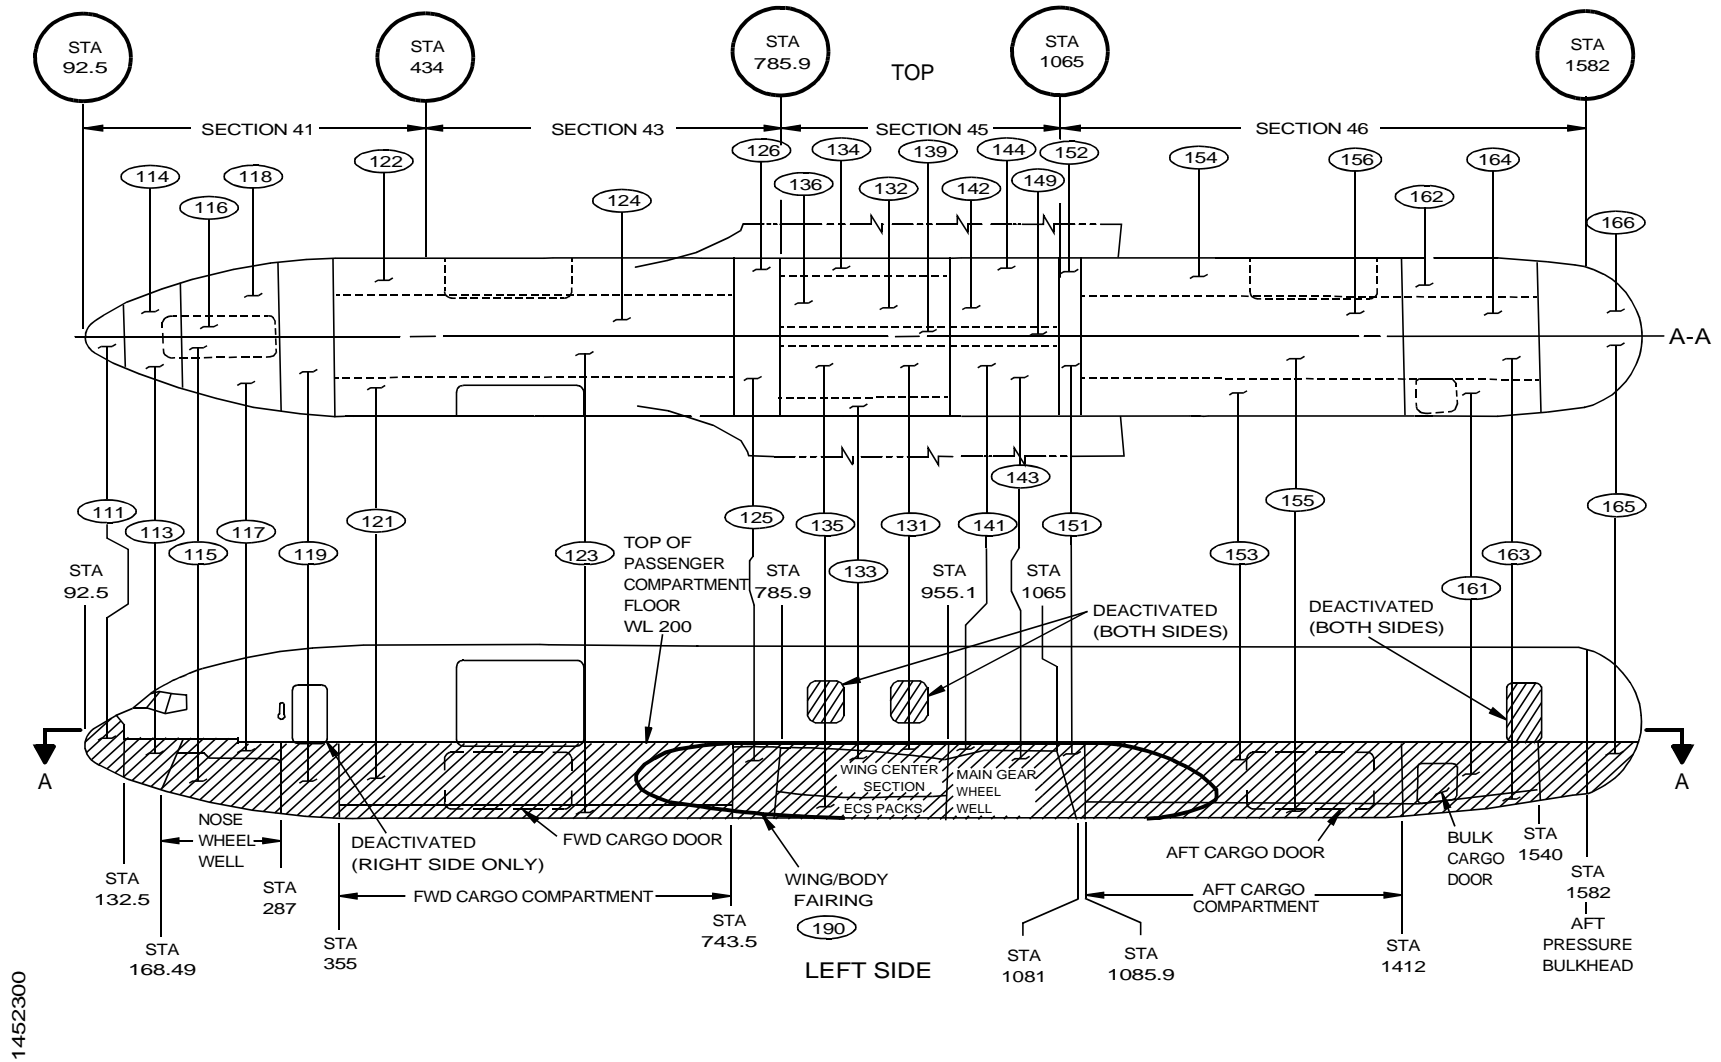 STA
92.5
STA
434
STA
785.9
TOP
STA
1065
STA
1582
SECTION 41
SECTION 43
SECTION 45
SECTION 46
114
116
118
122
124
126
136
134
132
139
142
144
149
152
154
156
162
164
166
A-A
111
113
115
117
119
121
123
125
135
133
131
141
143
151
153
155
161
163
165
STA
92.5
TOP OF
PASSENGER
COMPARTMENT
FLOOR
WL 200
STA
785.9
STA
955.1
STA
1065
DEACTIVATED
(BOTH SIDES)
DEACTIVATED
(BOTH SIDES)
A
A
WING CENTER
SECTION
ECS PACKS
MAIN GEAR
WHEEL
WELL
NOSE
WHEEL
WELL
DEACTIVATED
(RIGHT SIDE ONLY)
FWD CARGO DOOR
AFT CARGO DOOR
BULK
CARGO
DOOR
STA
1540
STA
132.5
STA
287
FWD CARGO COMPARTMENT
WING/BODY
FAIRING
190
AFT CARGO
COMPARTMENT
STA
1582
AFT
PRESSURE
BULKHEAD
STA
168.49
STA
355
STA
743.5
LEFT SIDE
STA
1081
STA
1085.9
STA
1412
1452300